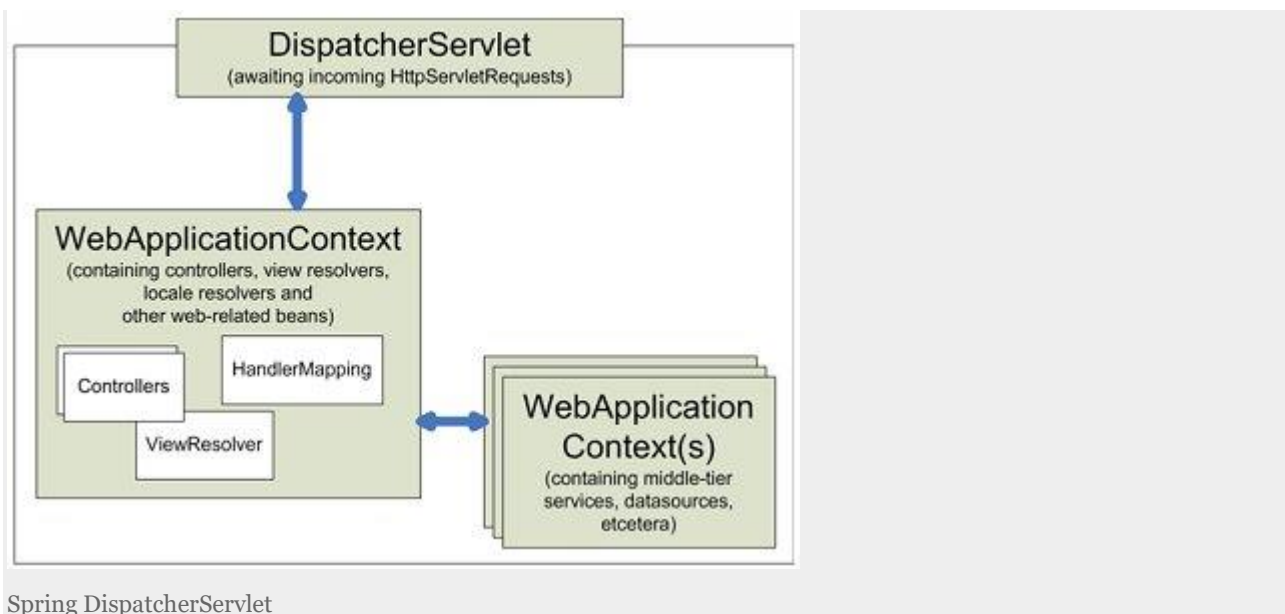 DispatcherServlet
(awaiting incoming HttpServletRequests)
WebApplicationContext
(containing controllers, view resolvers,
locale resolvers and
other web-related beans)
HandlerMapping
Controllers
ViewResolver
WebApplication
Context(s)
(containing middle-tier
services, datasources,
etcetera)
Spring DispatcherServlet